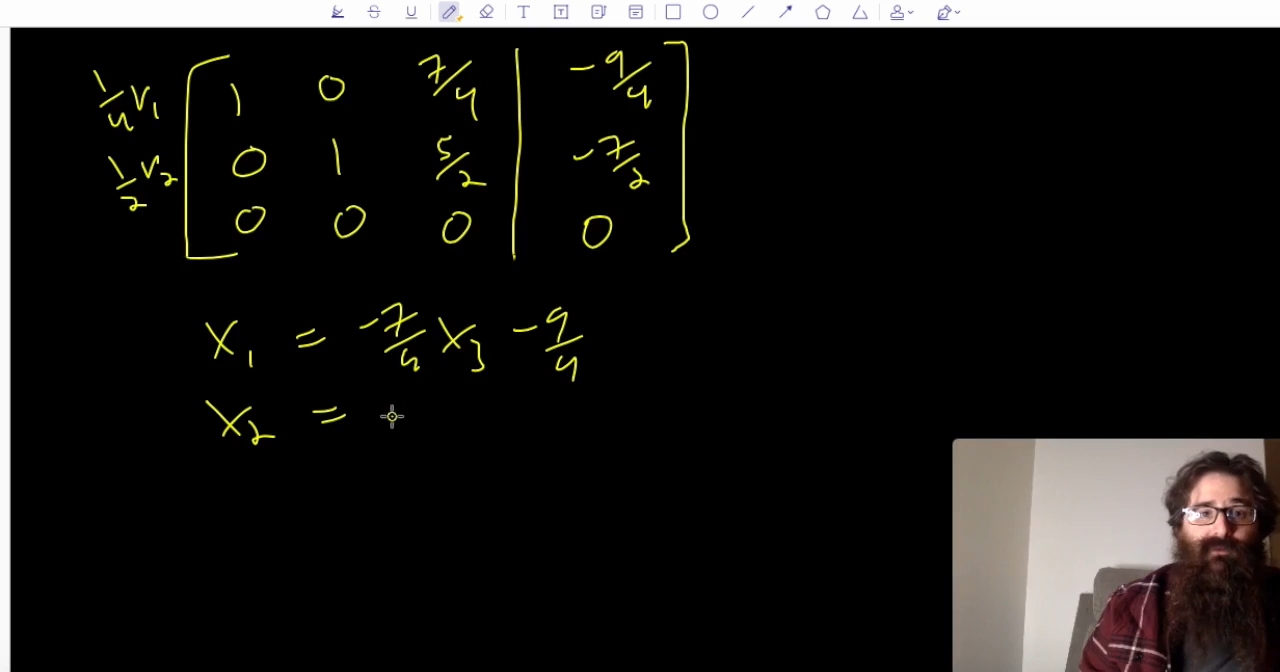 1/4 r1 [ 1 0 7/4 | -9/4 ]
1/2 r2 [ 0 1 5/2 | -7/2 ]
[ 0 0 0 | 0 ]
x1 = -7/4 x3 - 9/4
x2 =